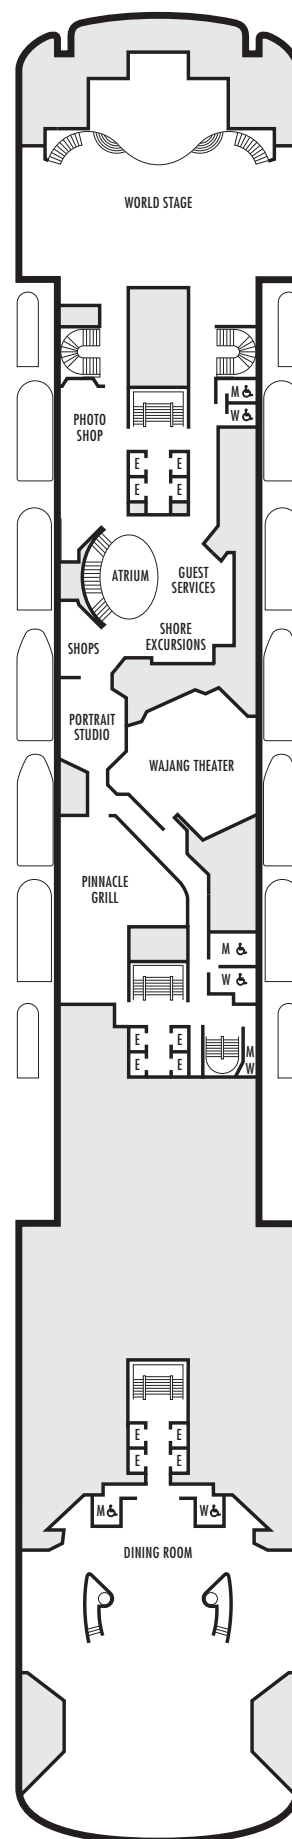 WORLD STAGE
M
W
PHOTO
SHOP
E E
E E
ATRIUM
GUEST
SERVICES
SHORE
EXCURSIONS
SHOPS
PORTRAIT
STUDIO
WAJANG THEATER
PINNACLE
GRILL
M
W
E E
E E
M
W
E E
E E
M W
DINING ROOM